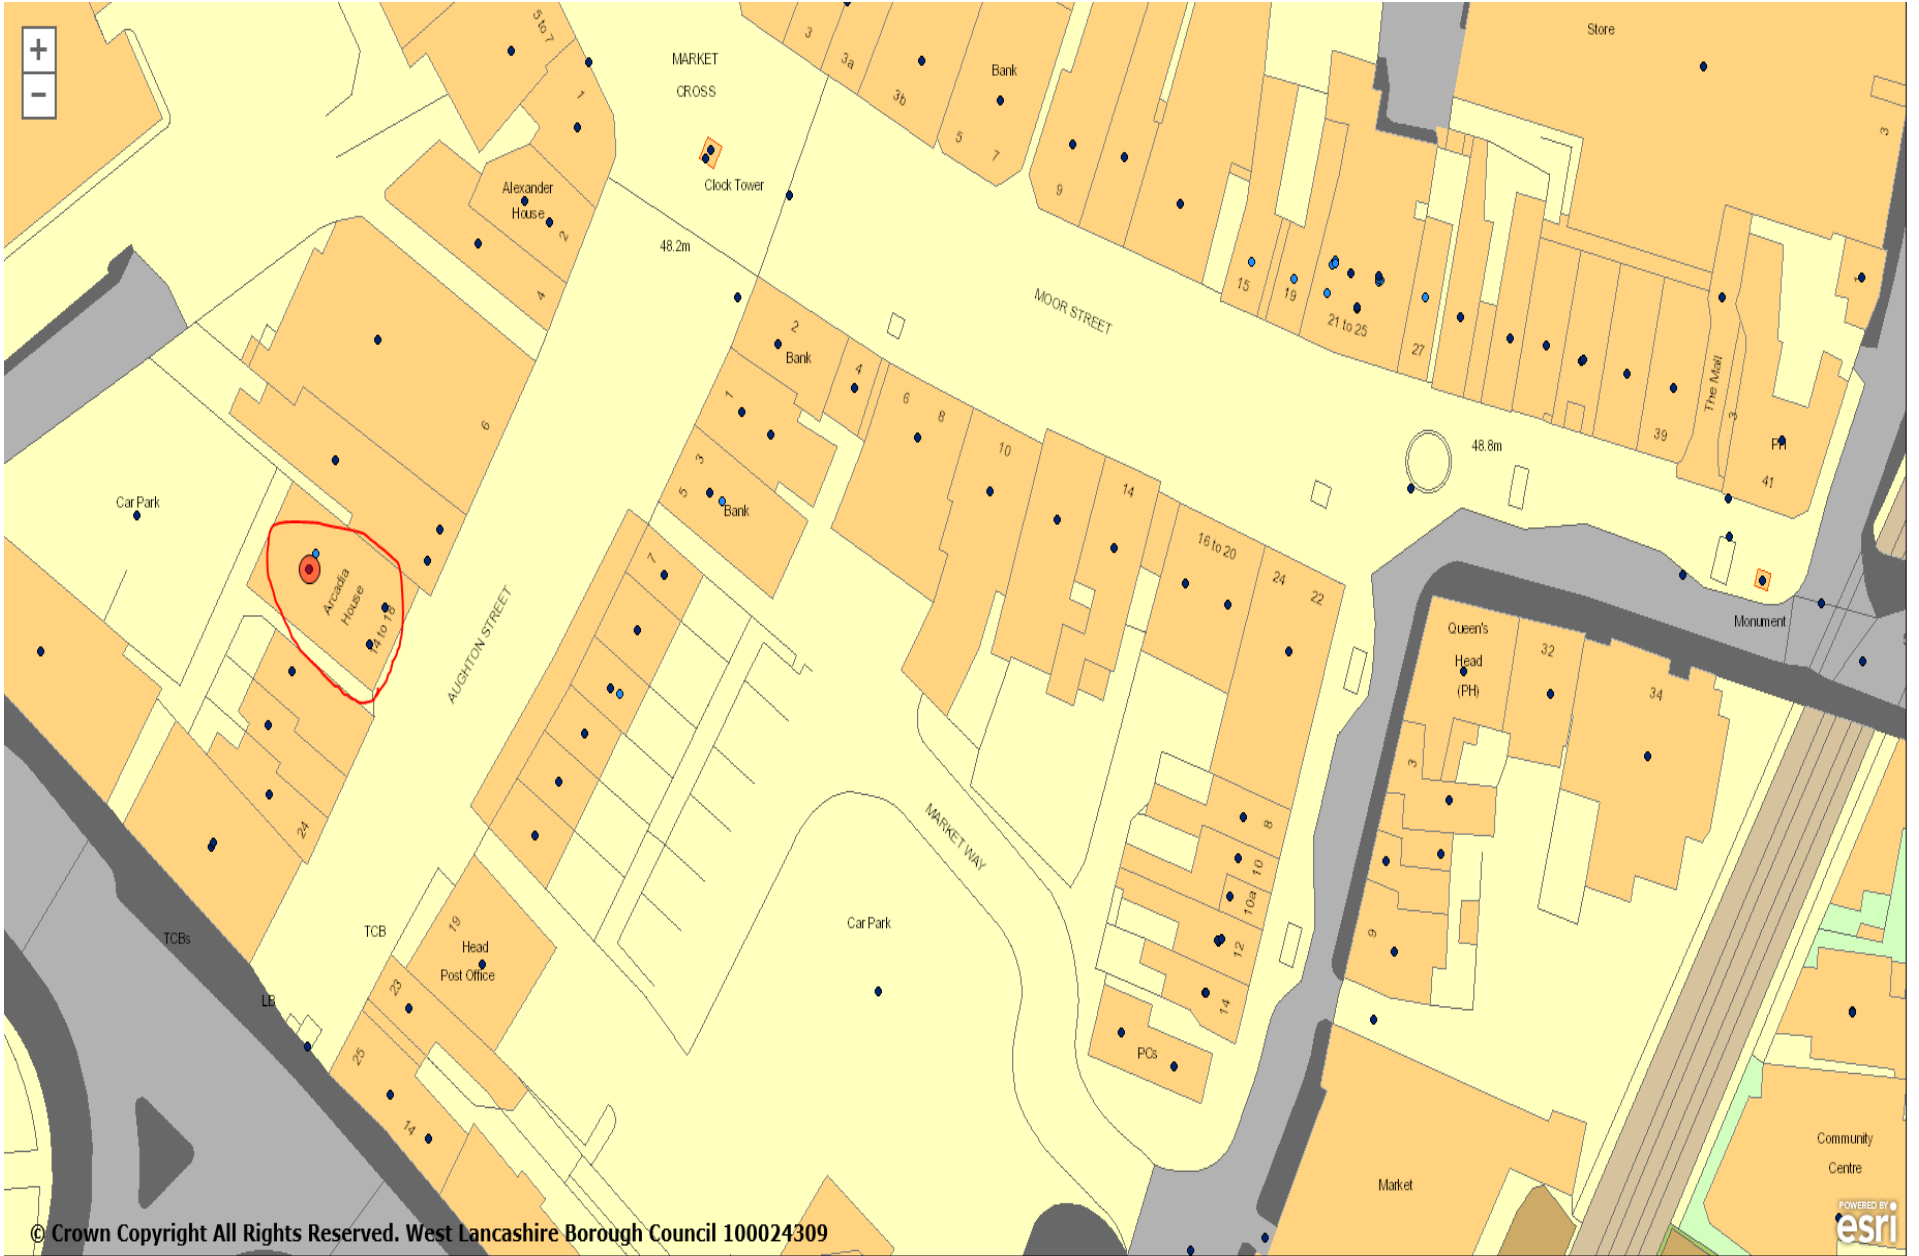 +
−
5 to 7
1
MARKET
CROSS
3
3a
3b
Bank
5
7
Store
3
Alexander
House
2
Clock Tower
9
48.2m
4
MOOR STREET
15
19
21 to 25
27
The Mall
3
39
PH
41
1
2
Bank
4
6
8
10
14
16 to 20
24
22
48.8m
6
1
3
5
Bank
7
Car Park
Arcadia
House
14 to 18
AUGHTON STREET
Monument
Queen's
Head
(PH)
32
34
3
24
MARKET WAY
8
10
10a
12
14
9
TCBs
TCB
19
Head
Post Office
Car Park
23
LB
25
14
PCs
Market
Community
Centre
© Crown Copyright All Rights Reserved. West Lancashire Borough Council 100024309
POWERED BY
esri